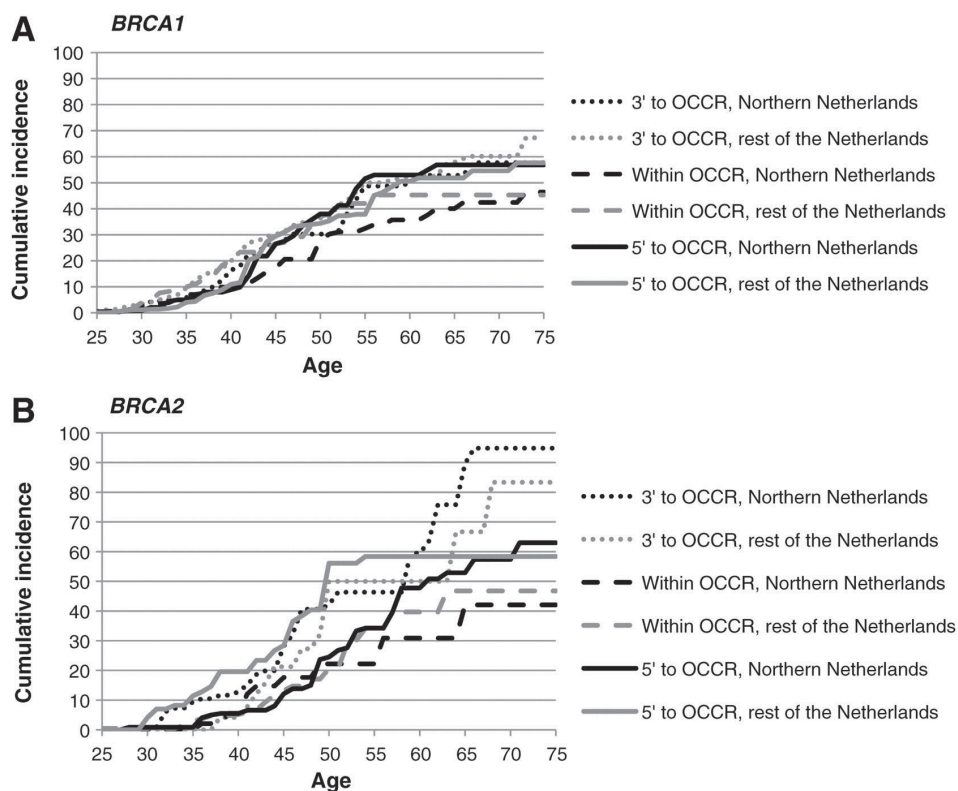 A
BRCA1
Cumulative incidence
100
90
80
70
60
50
40
30
20
10
0
25 30 35 40 45 50 55 60 65 70 75
Age
3' to OCCR, Northern Netherlands
3' to OCCR, rest of the Netherlands
Within OCCR, Northern Netherlands
Within OCCR, rest of the Netherlands
5' to OCCR, Northern Netherlands
5' to OCCR, rest of the Netherlands
B
BRCA2
Cumulative incidence
100
90
80
70
60
50
40
30
20
10
0
25 30 35 40 45 50 55 60 65 70 75
Age
3' to OCCR, Northern Netherlands
3' to OCCR, rest of the Netherlands
Within OCCR, Northern Netherlands
Within OCCR, rest of the Netherlands
5' to OCCR, Northern Netherlands
5' to OCCR, rest of the Netherlands